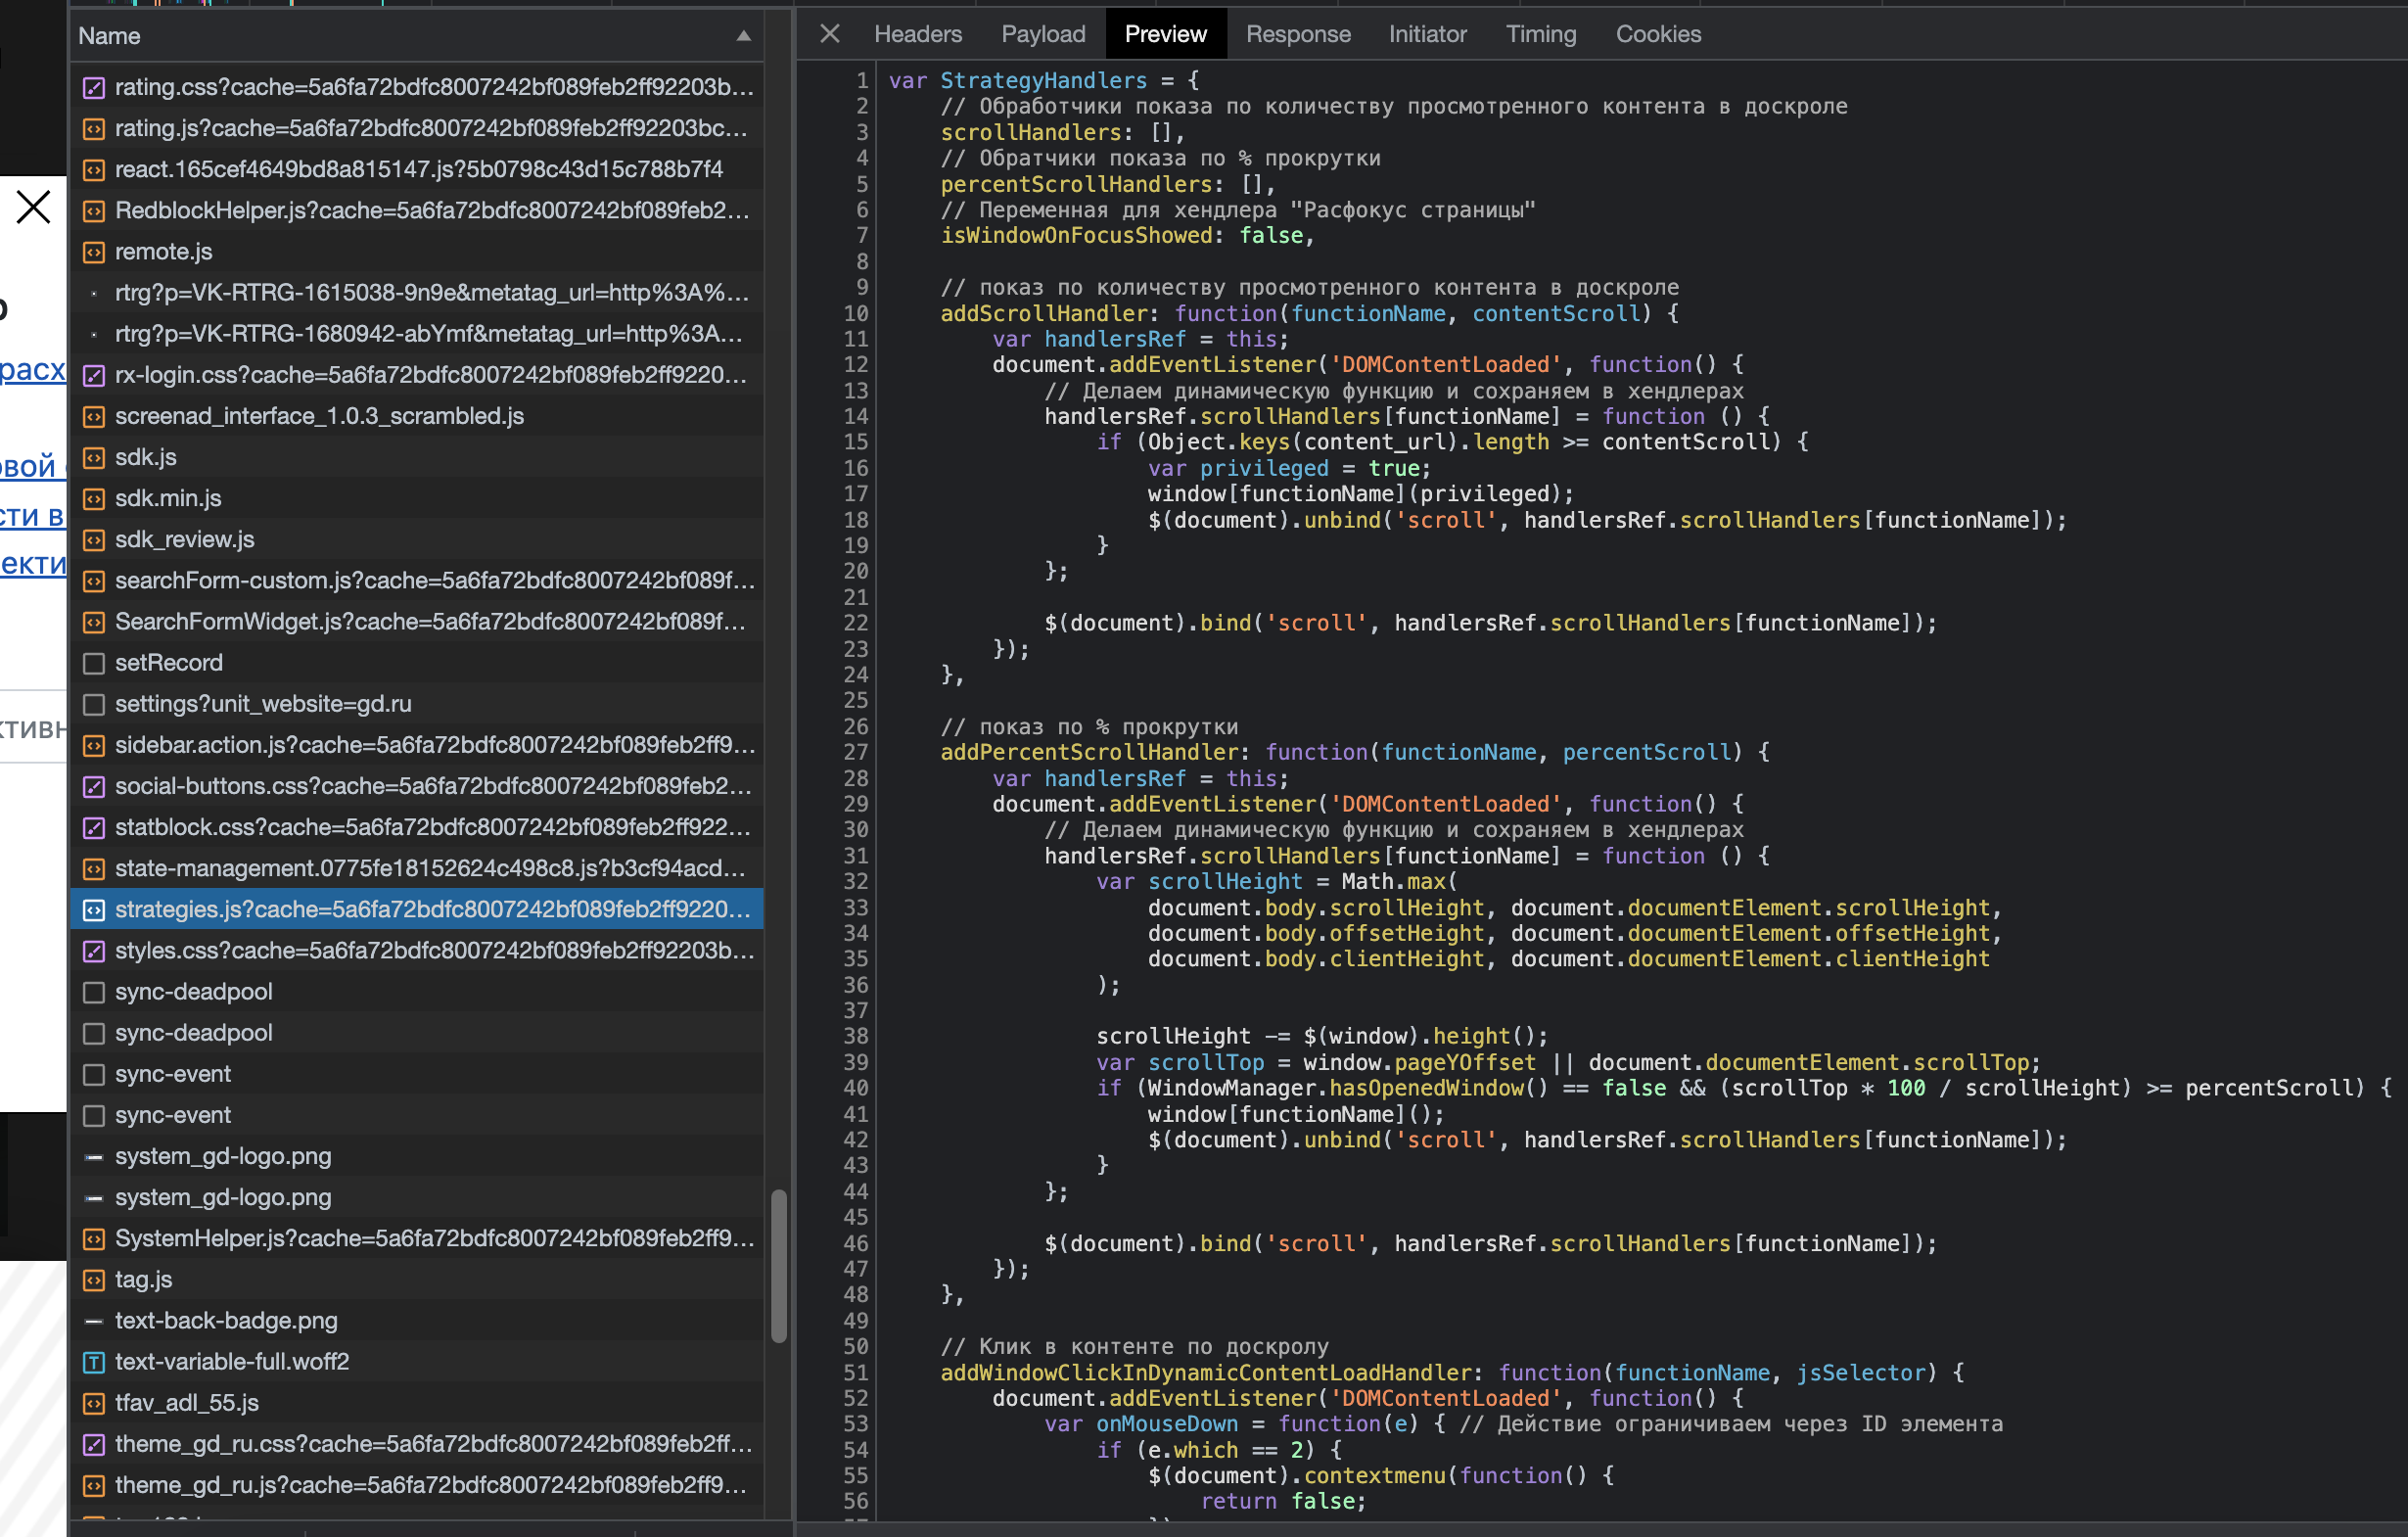 Name
rating.css?cache=5a6fa72bdfc8007242bf089feb2ff92203b...
rating.js?cache=5a6fa72bdfc8007242bf089feb2ff92203bc...
react.165cef4649bd8a815147.js?5b0798c43d15c788b7f4
RedblockHelper.js?cache=5a6fa72bdfc8007242bf089feb2...
remote.js
rtrg?p=VK-RTRG-1615038-9n9e&metatag_url=http%3A%...
rtrg?p=VK-RTRG-1680942-abYmf&metatag_url=http%3A...
rx-login.css?cache=5a6fa72bdfc8007242bf089feb2ff9220...
screenad_interface_1.0.3_scrambled.js
sdk.js
sdk.min.js
sdk_review.js
searchForm-custom.js?cache=5a6fa72bdfc8007242bf089f...
SearchFormWidget.js?cache=5a6fa72bdfc8007242bf089f...
setRecord
settings?unit_website=gd.ru
sidebar.action.js?cache=5a6fa72bdfc8007242bf089feb2ff9...
social-buttons.css?cache=5a6fa72bdfc8007242bf089feb2...
statblock.css?cache=5a6fa72bdfc8007242bf089feb2ff922...
state-management.0775fe18152624c498c8.js?b3cf94acd...
strategies.js?cache=5a6fa72bdfc8007242bf089feb2ff9220...
styles.css?cache=5a6fa72bdfc8007242bf089feb2ff92203b...
sync-deadpool
sync-deadpool
sync-event
sync-event
system_gd-logo.png
system_gd-logo.png
SystemHelper.js?cache=5a6fa72bdfc8007242bf089feb2ff9...
tag.js
text-back-badge.png
text-variable-full.woff2
tfav_adl_55.js
theme_gd_ru.css?cache=5a6fa72bdfc8007242bf089feb2ff...
theme_gd_ru.js?cache=5a6fa72bdfc8007242bf089feb2ff9...
Headers Payload Preview Response Initiator Timing Cookies
1 var StrategyHandlers = {
2 // Обработчики показа по количеству просмотренного контента в доскроле
3 scrollHandlers: [],
4 // Обратчики показа по % прокрутки
5 percentScrollHandlers: [],
6 // Переменная для хендлера "Расфокус страницы"
7 isWindowOnFocusShowed: false,
8
9 // показ по количеству просмотренного контента в доскроле
10 addScrollHandler: function(functionName, contentScroll) {
11 var handlersRef = this;
12 document.addEventListener('DOMContentLoaded', function() {
13 // Делаем динамическую функцию и сохраняем в хендлерах
14 handlersRef.scrollHandlers[functionName] = function () {
15 if (Object.keys(content_url).length >= contentScroll) {
16 var privileged = true;
17 window[functionName](privileged);
18 $(document).unbind('scroll', handlersRef.scrollHandlers[functionName]);
19 }
20 };
21
22 $(document).bind('scroll', handlersRef.scrollHandlers[functionName]);
23 });
24 },
25
26 // показ по % прокрутки
27 addPercentScrollHandler: function(functionName, percentScroll) {
28 var handlersRef = this;
29 document.addEventListener('DOMContentLoaded', function() {
30 // Делаем динамическую функцию и сохраняем в хендлерах
31 handlersRef.scrollHandlers[functionName] = function () {
32 var scrollHeight = Math.max(
33 document.body.scrollHeight, document.documentElement.scrollHeight,
34 document.body.offsetHeight, document.documentElement.offsetHeight,
35 document.body.clientHeight, document.documentElement.clientHeight
36 );
37
38 scrollHeight -= $(window).height();
39 var scrollTop = window.pageYOffset || document.documentElement.scrollTop;
40 if (WindowManager.hasOpenedWindow() == false && (scrollTop * 100 / scrollHeight) >= percentScroll) {
41 window[functionName]();
42 $(document).unbind('scroll', handlersRef.scrollHandlers[functionName]);
43 }
44 };
45
46 $(document).bind('scroll', handlersRef.scrollHandlers[functionName]);
47 });
48 },
49
50 // Клик в контенте по доскролу
51 addWindowClickInDynamicContentLoadHandler: function(functionName, jsSelector) {
52 document.addEventListener('DOMContentLoaded', function() {
53 var onMouseDown = function(e) { // Действие ограничиваем через ID элемента
54 if (e.which == 2) {
55 $(document).contextmenu(function() {
56 return false;